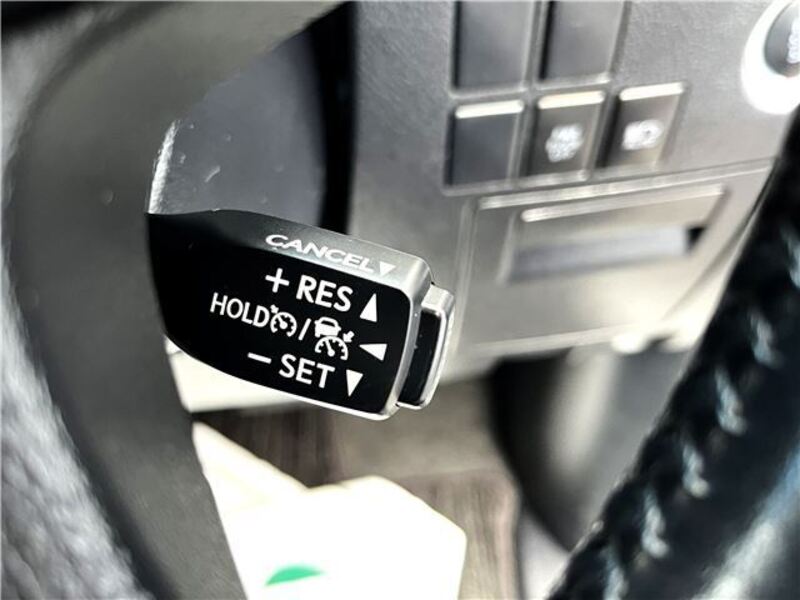 CANCEL▼
+ RES ▲
HOLD / ◀
− SET ▼